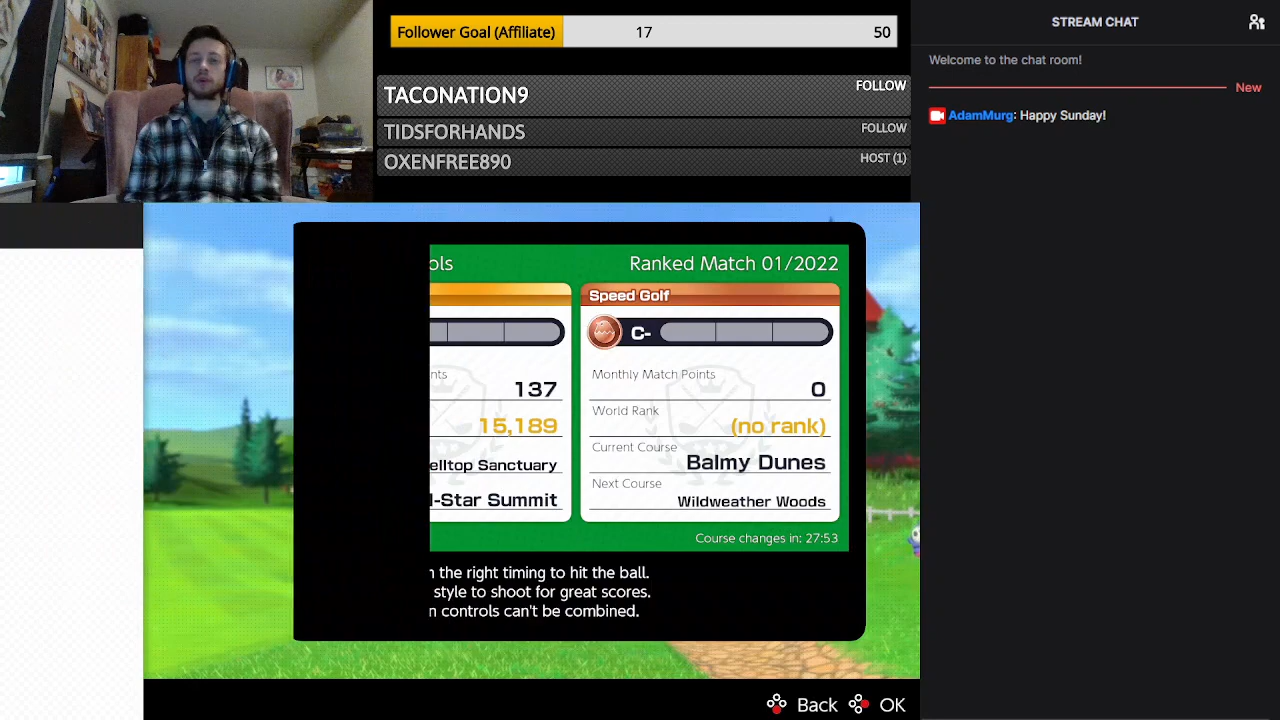 Follower Goal (Affiliate) 17 50
TACONATION9 FOLLOW
TIDSFORHANDS FOLLOW
OXENFREE890 HOST (1)
STREAM CHAT
Welcome to the chat room!
New
AdamMurg: Happy Sunday!
ols
Ranked Match 01/2022
nts
137
15,189
elltop Sanctuary
l-Star Summit
Speed Golf
C-
Monthly Match Points
0
World Rank
(no rank)
Current Course
Balmy Dunes
Next Course
Wildweather Woods
Course changes in: 27:53
n the right timing to hit the ball.
style to shoot for great scores.
n controls can't be combined.
Back OK